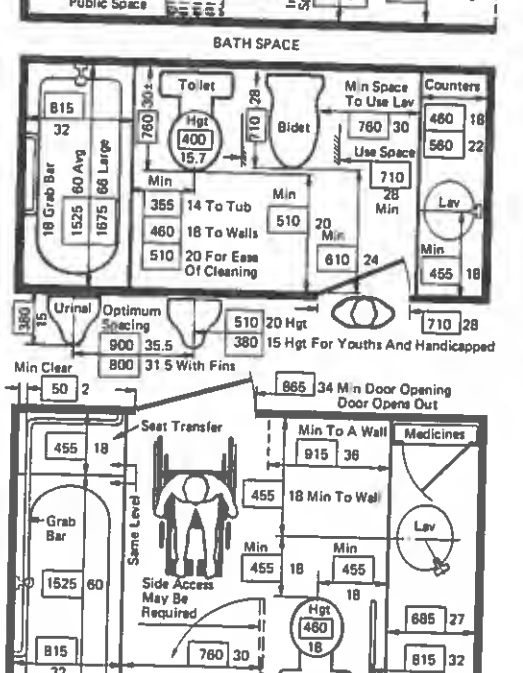 Public Space
BATH SPACE
Toilet
Min Space
To Use Lav
Counters
815
32
760 30±
Hgt
400
15.7
710 28
Bidet
760 30
460 18
560 22
Use Space
710
28
Min
18 Grab Bar
1525 60 Avg
1675 66 Large
Min
355 14 To Tub
460 18 To Walls
510 20 For Ease
Of Cleaning
Min
510
20
Min
610 24
Lav
Min
455 18
380
15
Urinal
Optimum
Spacing
900 35.5
800 31 5 With Fins
510 20 Hgt
380 15 Hgt For Youths And Handicapped
710 28
Min Clear
50 2
865 34 Min Door Opening
Door Opens Out
Seat Transfer
Min To A Wall
915 36
Medicines
455 18
455 18 Min To Wall
Grab
Bar
Same Level
Lav
Min
455 18
Min
455
18
1525 60
Side Access
May Be
Required
Hgt
460
18
685 27
815
32
760 30
815 32